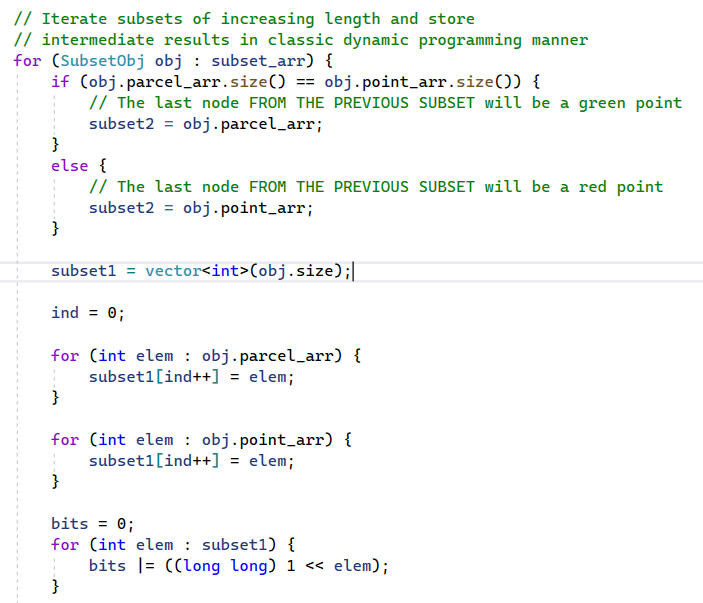 // Iterate subsets of increasing length and store
// intermediate results in classic dynamic programming manner
for (SubsetObj obj : subset_arr) {
    if (obj.parcel_arr.size() == obj.point_arr.size()) {
        // The last node FROM THE PREVIOUS SUBSET will be a green point
        subset2 = obj.parcel_arr;
    }
    else {
        // The last node FROM THE PREVIOUS SUBSET will be a red point
        subset2 = obj.point_arr;
    }

    subset1 = vector<int>(obj.size);

    ind = 0;

    for (int elem : obj.parcel_arr) {
        subset1[ind++] = elem;
    }

    for (int elem : obj.point_arr) {
        subset1[ind++] = elem;
    }

    bits = 0;
    for (int elem : subset1) {
        bits |= ((long long) 1 << elem);
    }